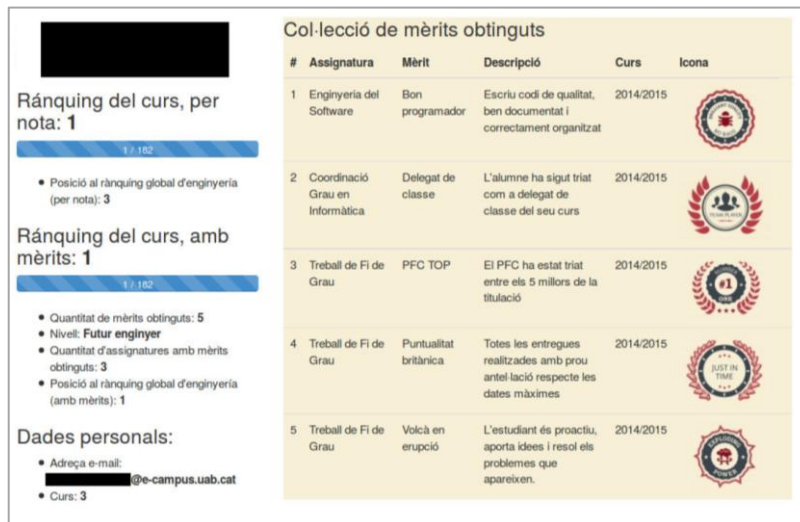 Ránquing del curs, per
nota: 1
1 / 182
Posició al rànquing global d'enginyería
(per nota): 3
Ránquing del curs, amb
mèrits: 1
1 / 182
Quantitat de mèrits obtinguts: 5
Nivell: Futur enginyer
Quantitat d'assignatures amb mèrits
obtinguts: 3
Posició al rànquing global d'enginyería
(amb mèrits): 1
Dades personals:
Adreça e-mail:
@e-campus.uab.cat
Curs: 3
Col·lecció de mèrits obtinguts
# Assignatura Mèrit Descripció Curs Icona
1 Enginyeria del Bon Escriu codi de qualitat, 2014/2015
Software programador ben documentat i
correctament organitzat
2 Coordinació Delegat de L'alumne ha sigut triat 2014/2015
Grau en classe com a delegat de
Informàtica classe del seu curs
TEAM PLAYER
3 Treball de Fi de PFC TOP El PFC ha estat triat 2014/2015
Grau entre els 5 millors de la
titulació
NUMBER
#1
ONE
4 Treball de Fi de Puntualitat Totes les entregues 2014/2015
Grau britànica realitzades amb prou
antel·lació respecte les
dates màximes
JUST IN
TIME
5 Treball de Fi de Volcà en L'estudiant és proactiu, 2014/2015
Grau erupció aporta idees i resol els
problemes que
apareixen.
EXPLODING
POWER